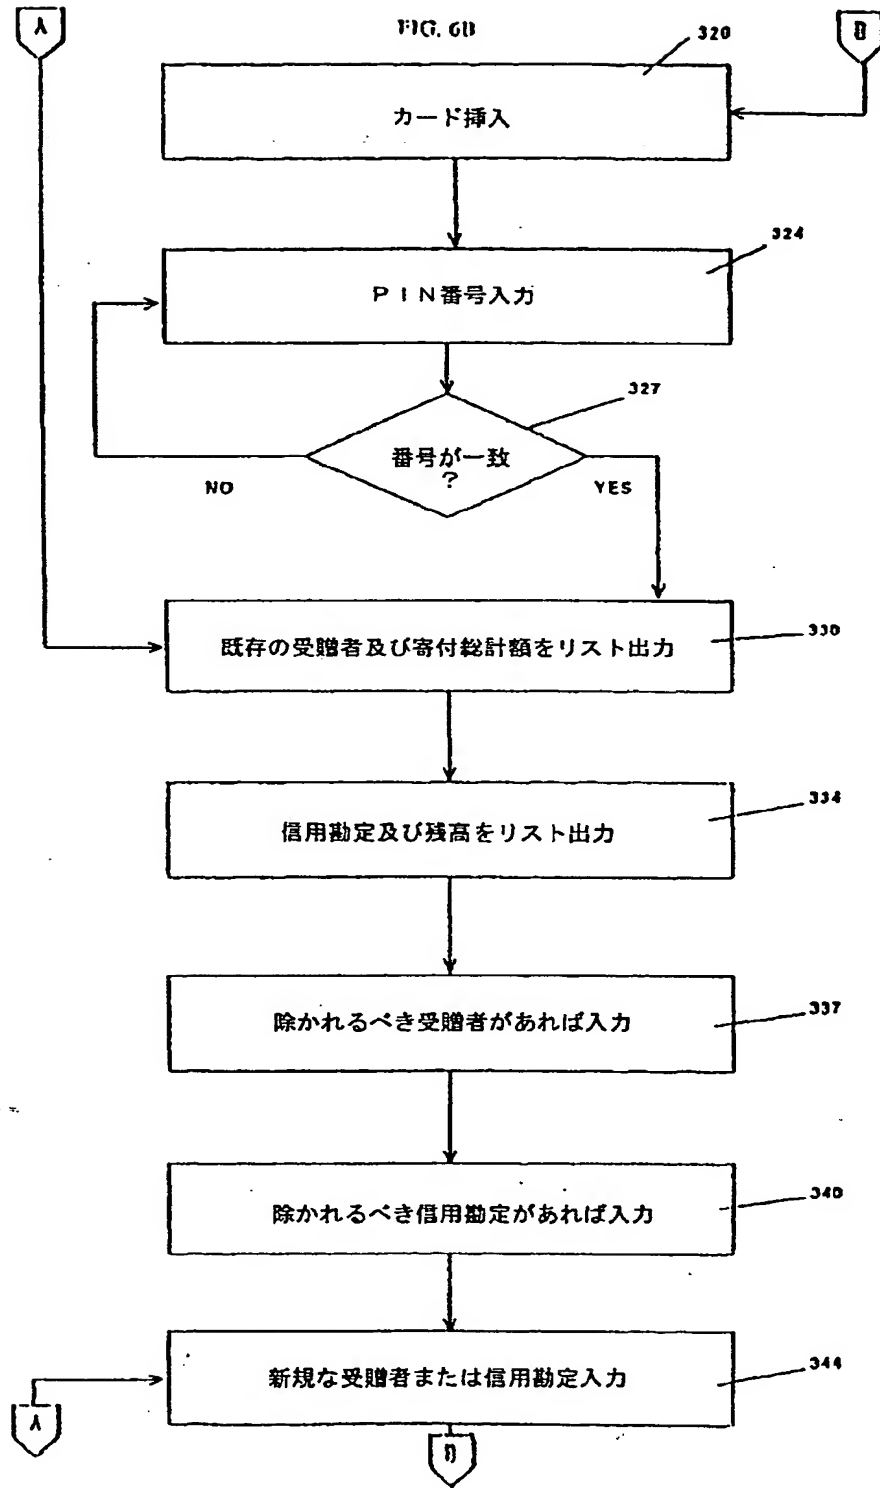 A
FIG. 6B
320
B
カード挿入
324
PIN番号入力
327
番号が一致
?
NO
YES
330
既存の受贈者及び寄付総計額をリスト出力
334
信用勘定及び残高をリスト出力
337
除かれるべき受贈者があれば入力
340
除かれるべき信用勘定があれば入力
344
新規な受贈者または信用勘定入力
A